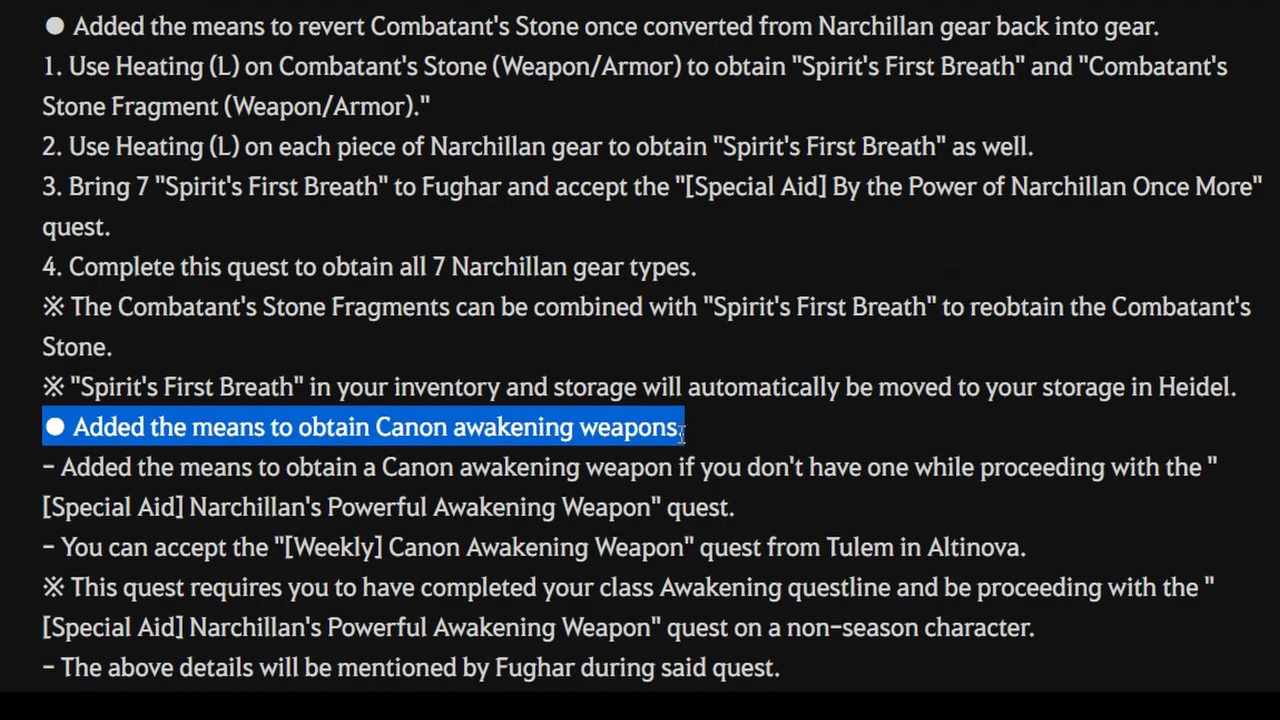 ● Added the means to revert Combatant's Stone once converted from Narchillan gear back into gear.
1. Use Heating (L) on Combatant's Stone (Weapon/Armor) to obtain "Spirit's First Breath" and "Combatant's
Stone Fragment (Weapon/Armor)."
2. Use Heating (L) on each piece of Narchillan gear to obtain "Spirit's First Breath" as well.
3. Bring 7 "Spirit's First Breath" to Fughar and accept the "[Special Aid] By the Power of Narchillan Once More"
quest.
4. Complete this quest to obtain all 7 Narchillan gear types.
※ The Combatant's Stone Fragments can be combined with "Spirit's First Breath" to reobtain the Combatant's
Stone.
※ "Spirit's First Breath" in your inventory and storage will automatically be moved to your storage in Heidel.
● Added the means to obtain Canon awakening weapons.
- Added the means to obtain a Canon awakening weapon if you don't have one while proceeding with the "
[Special Aid] Narchillan's Powerful Awakening Weapon" quest.
- You can accept the "[Weekly] Canon Awakening Weapon" quest from Tulem in Altinova.
※ This quest requires you to have completed your class Awakening questline and be proceeding with the "
[Special Aid] Narchillan's Powerful Awakening Weapon" quest on a non-season character.
- The above details will be mentioned by Fughar during said quest.